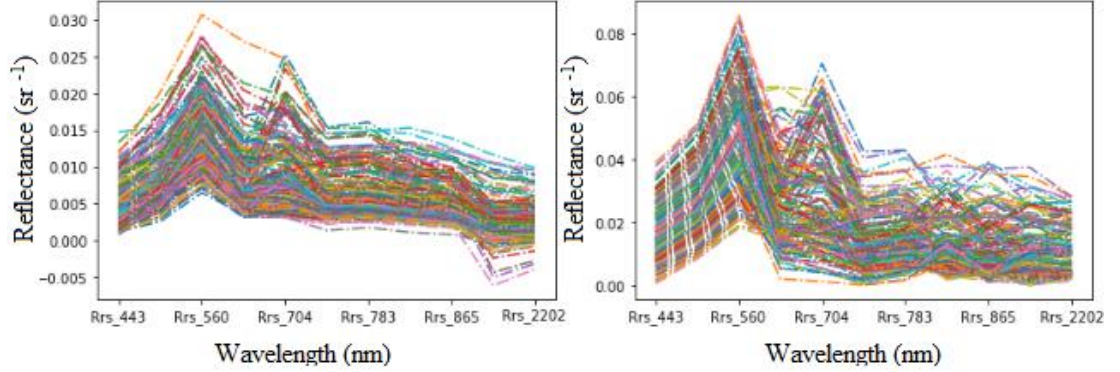 0.030
0.025
0.020
0.015
0.010
0.005
0.000
−0.005
Reflectance (sr -1)
Rrs_443 Rrs_560 Rrs_704 Rrs_783 Rrs_865 Rrs_2202
Wavelength (nm)
0.08
0.06
0.04
0.02
0.00
Reflectance (sr -1)
Rrs_443 Rrs_560 Rrs_704 Rrs_783 Rrs_865 Rrs_2202
Wavelength (nm)